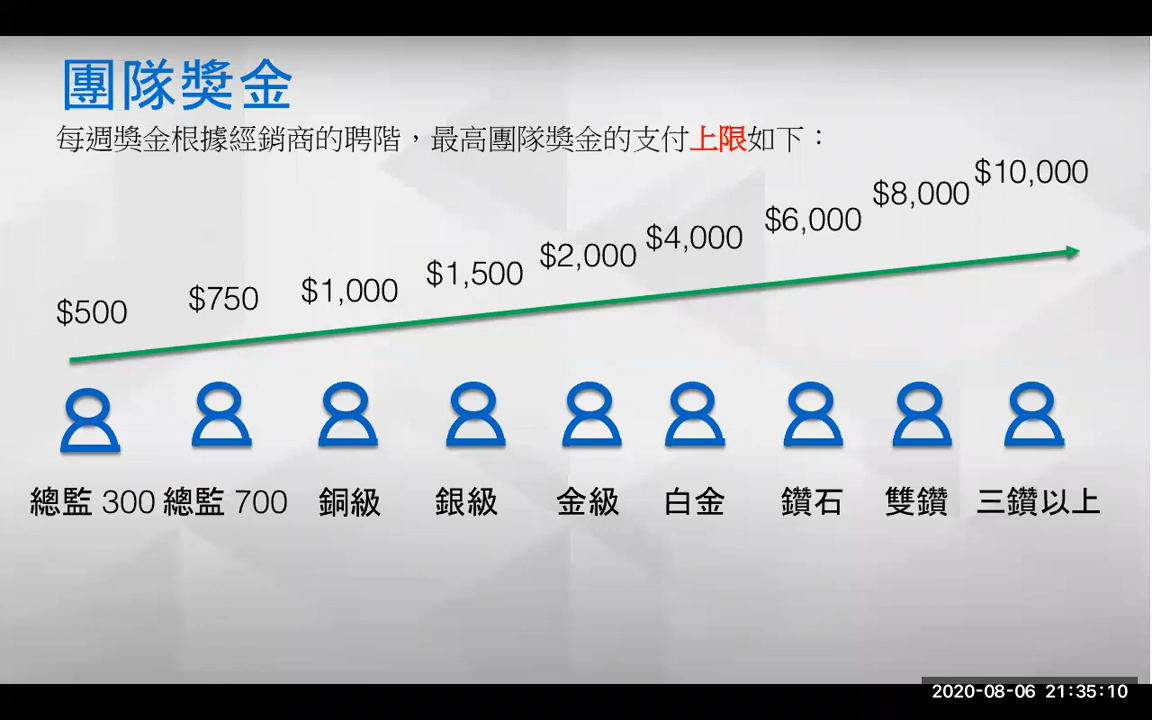 團隊獎金
每週獎金根據經銷商的聘階，最高團隊獎金的支付上限如下：
$500 $750 $1,000 $1,500 $2,000 $4,000 $6,000 $8,000 $10,000
總監 300 總監 700 銅級 銀級 金級 白金 鑽石 雙鑽 三鑽以上
2020-08-06 21:35:10